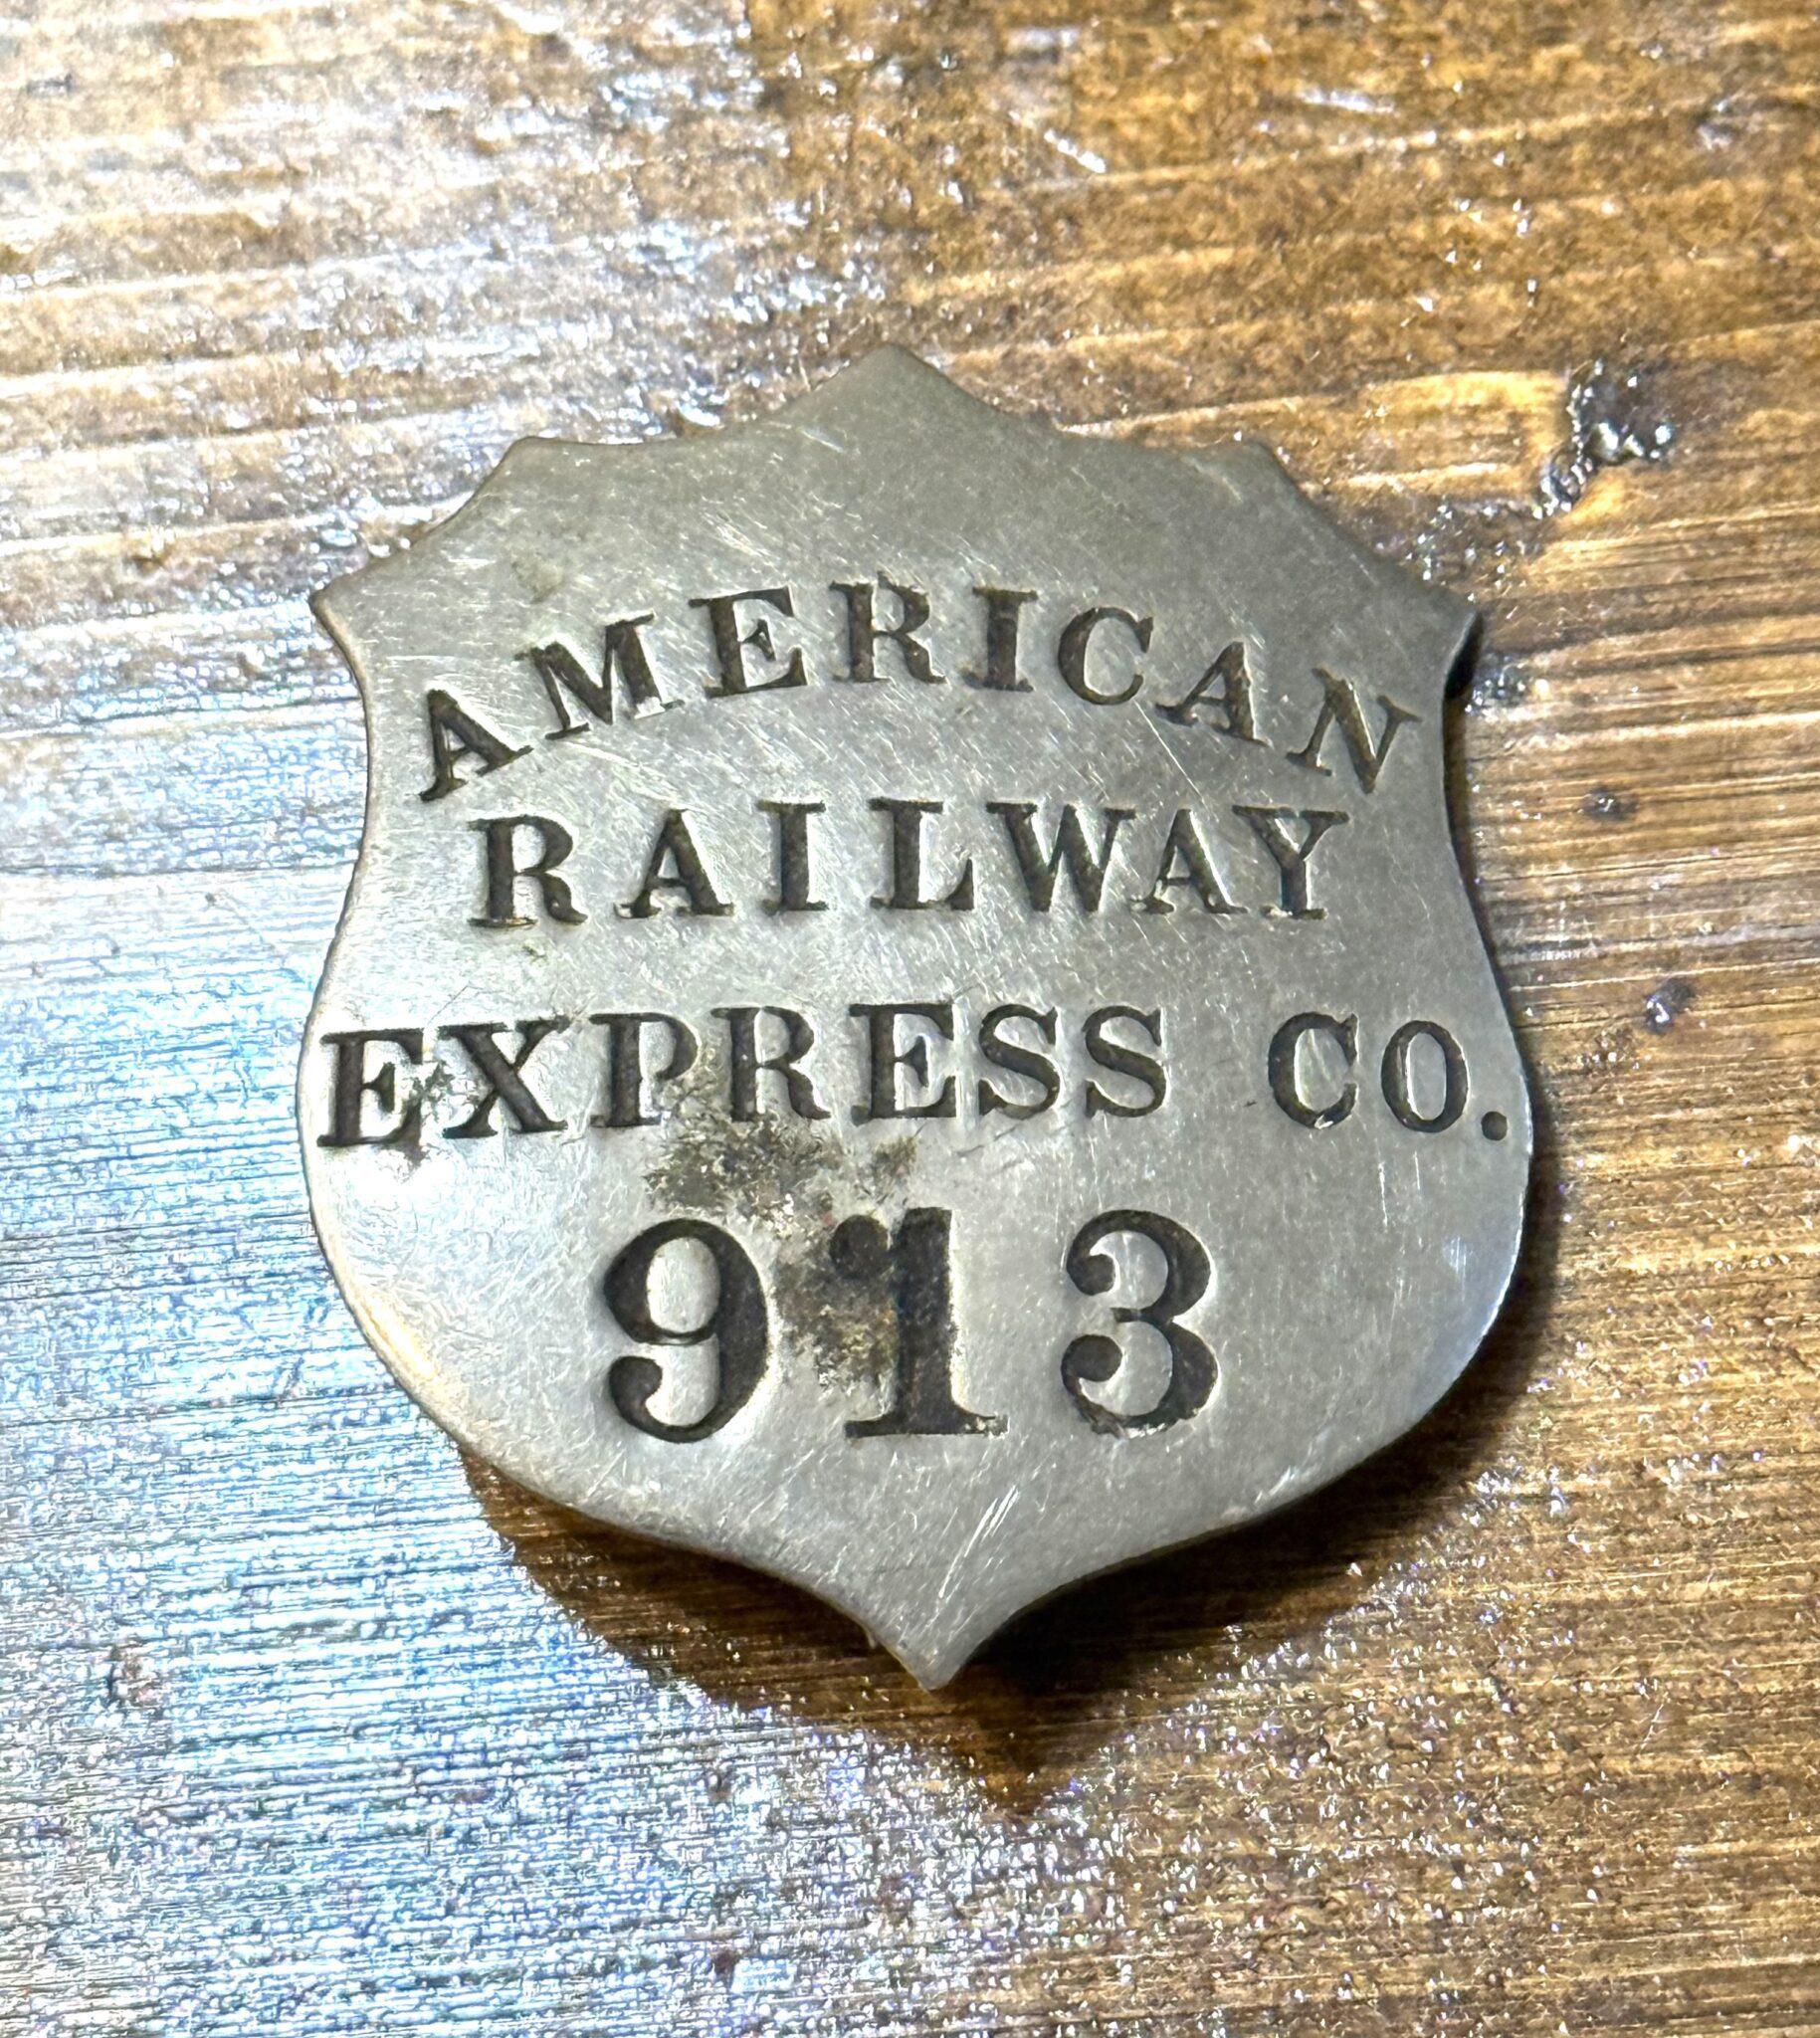 AMERICAN
RAILWAY
EXPRESS CO.
913